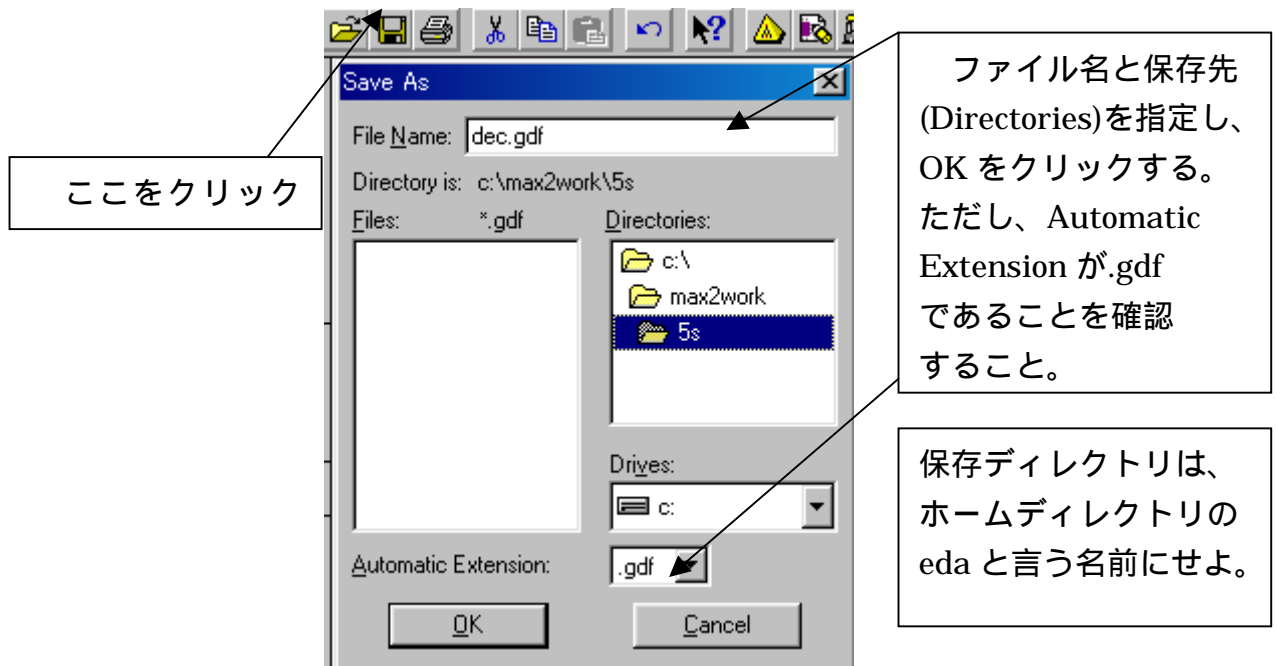 Save As
File Name: dec.gdf
Directory is: c:\max2work\5s
Files: *.gdf
Directories:
c:\
max2work
5s
Drives:
c:
Automatic Extension: .gdf
OK
Cancel
ここをクリック
ファイル名と保存先
(Directories)を指定し、
OK をクリックする。
ただし、Automatic
Extension が.gdf
であることを確認
すること。
保存ディレクトリは、
ホームディレクトリの
eda と言う名前にせよ。